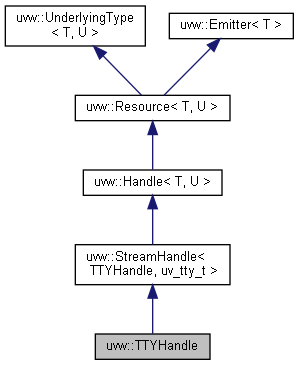 uvw::UnderlyingType
< T, U >
uvw::Emitter< T >
uvw::Resource< T, U >
uvw::Handle< T, U >
uvw::StreamHandle<
TTYHandle, uv_tty_t >
uvw::TTYHandle